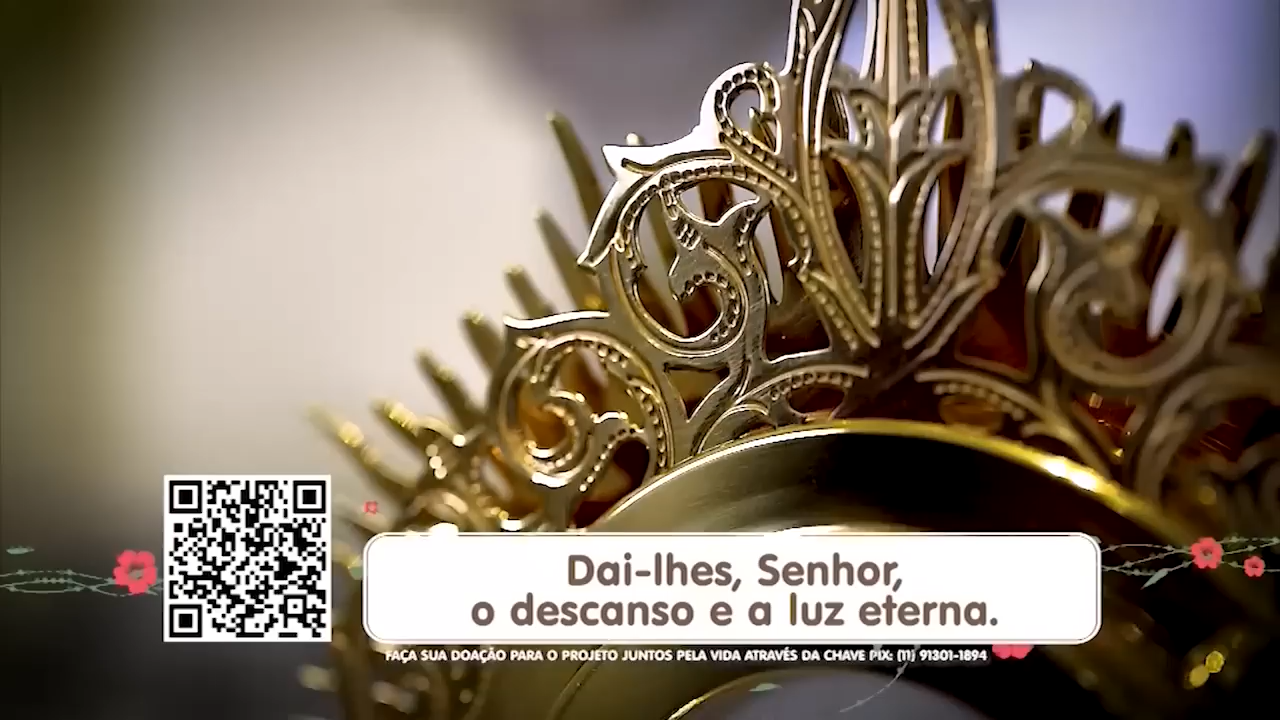 Dai-lhes, Senhor,
o descanso e a luz eterna.
FAÇA SUA DOAÇÃO PARA O PROJETO JUNTOS PELA VIDA ATRAVÉS DA CHAVE PIX: (11) 91301-1894